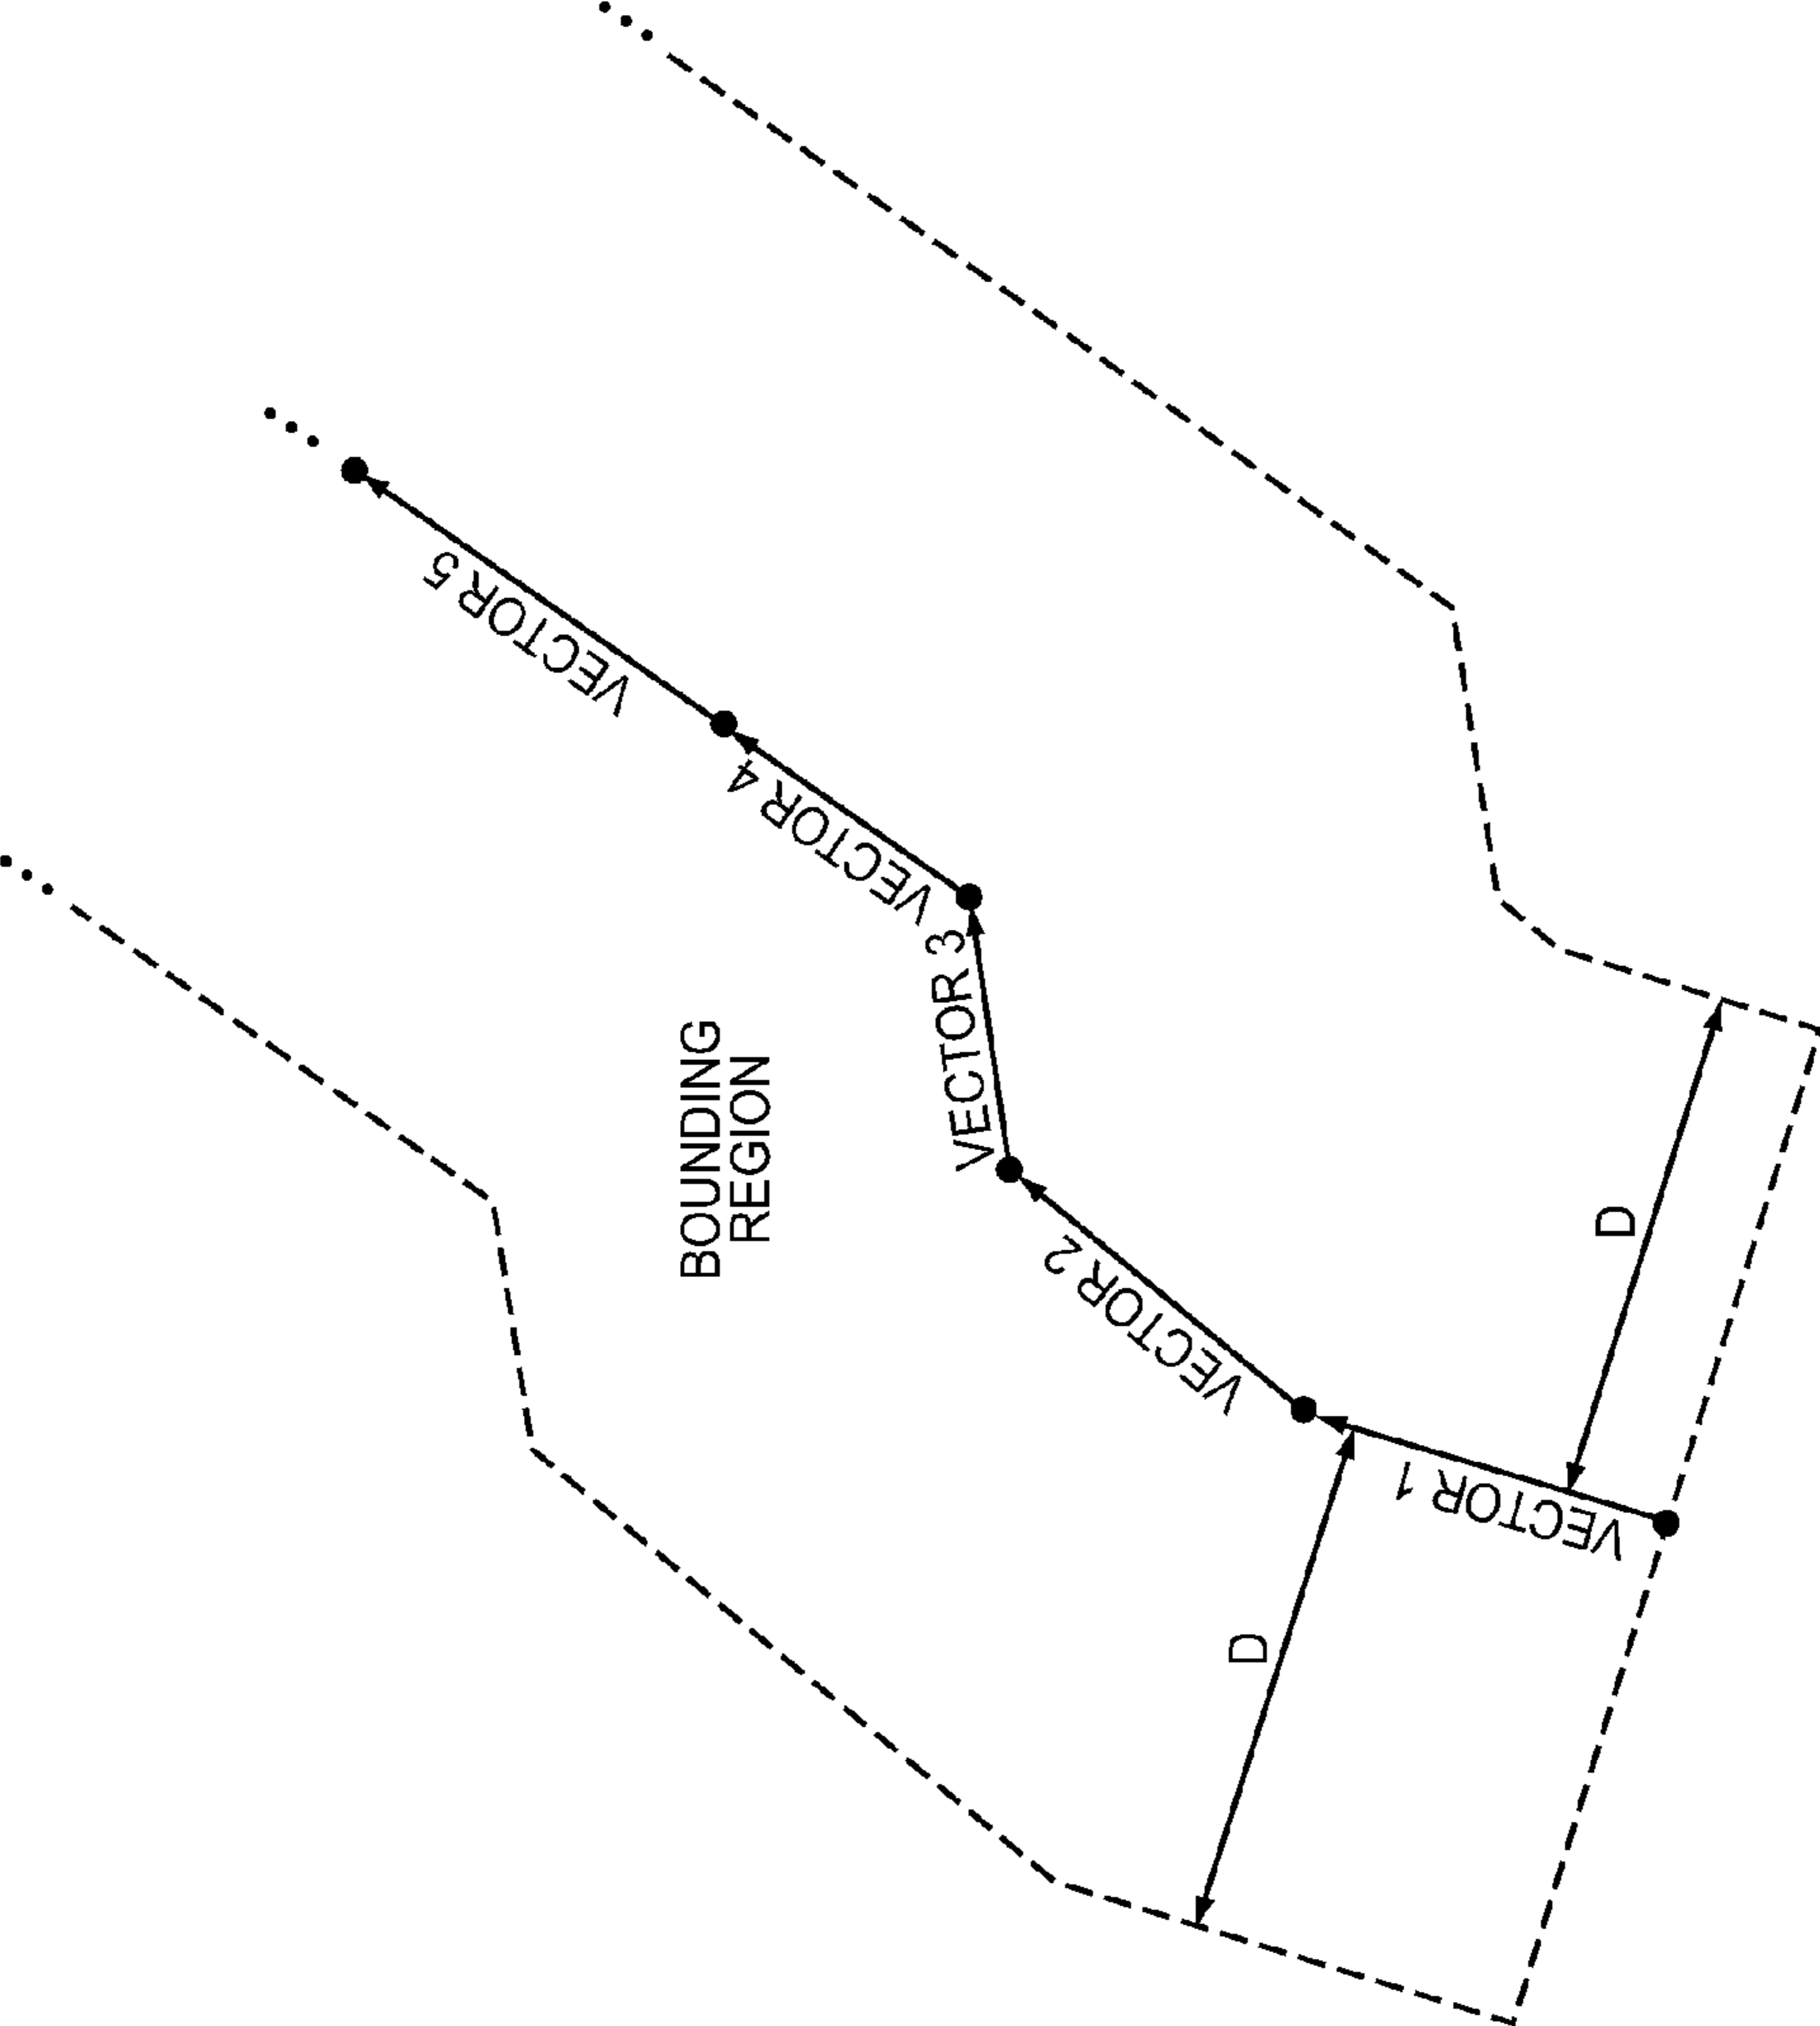 VECTOR 5
VECTOR 4
VECTOR 3
BOUNDING
REGION
VECTOR 2
VECTOR 1
D
D